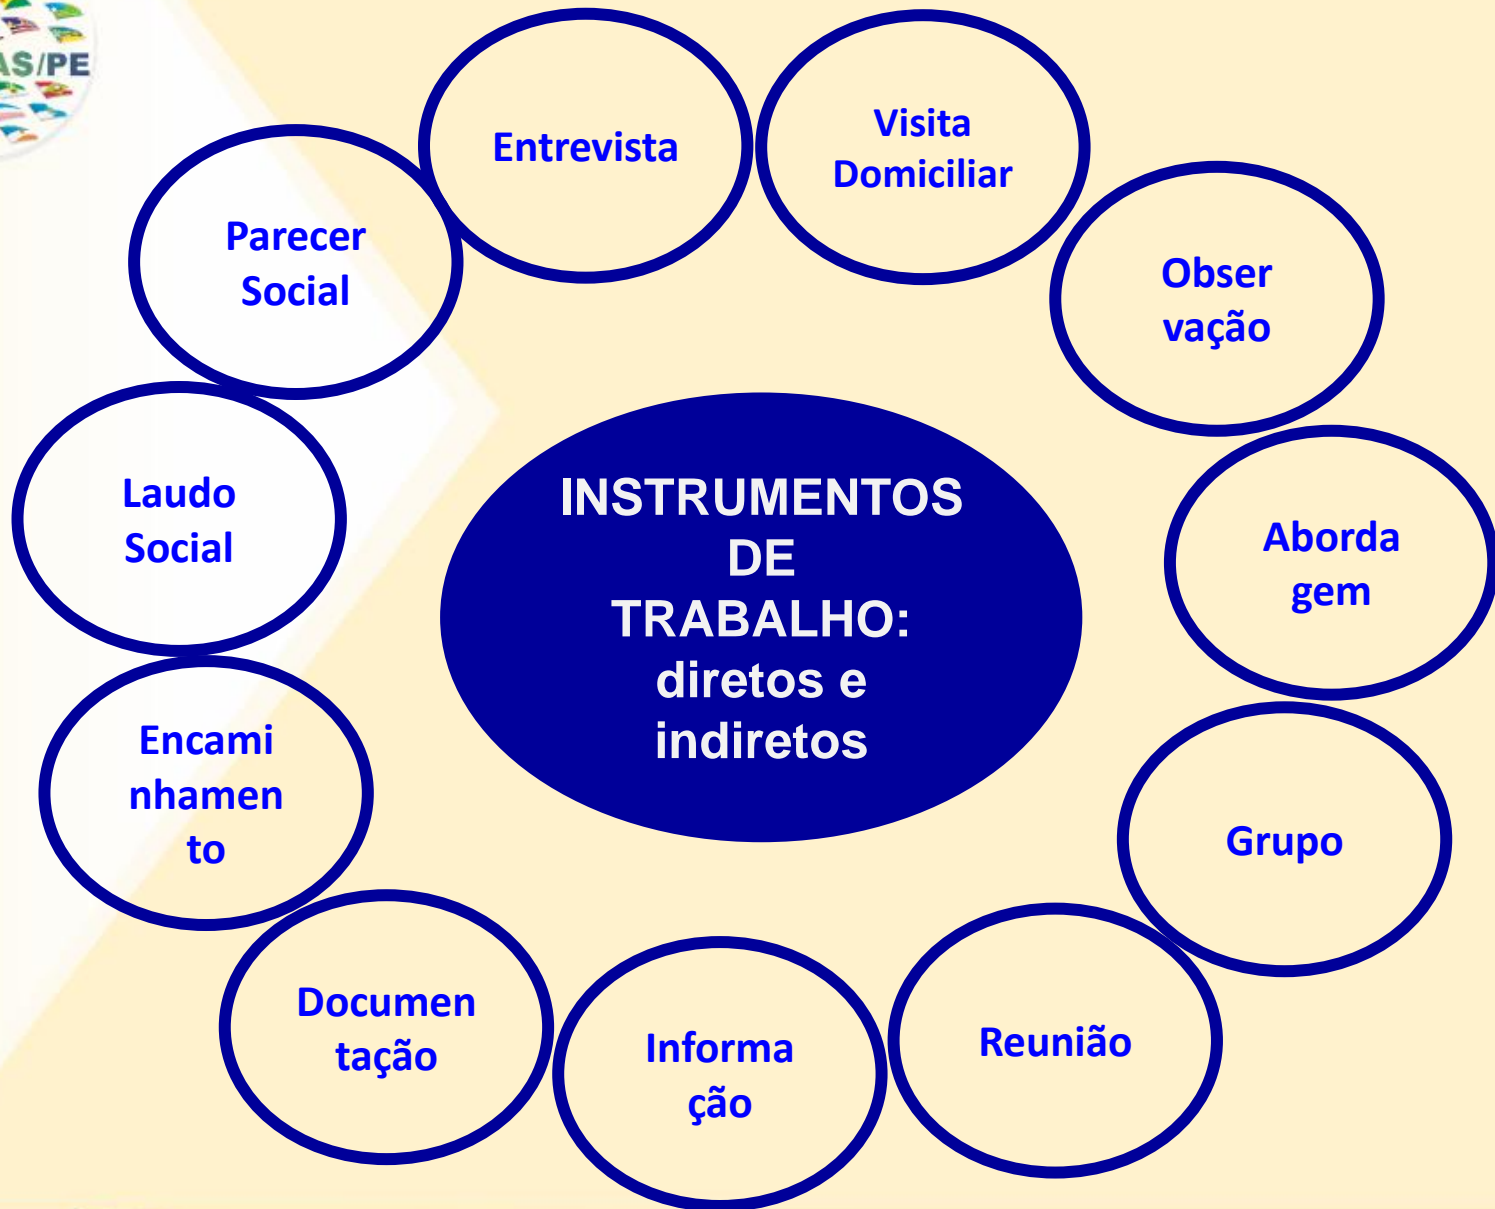 AS/PE
Entrevista
Visita
Domiciliar
Parecer
Social
Obser
vação
Laudo
Social
INSTRUMENTOS
DE
TRABALHO:
diretos e
indiretos
Aborda
gem
Encami
nhamen
to
Grupo
Documen
tação
Informa
ção
Reunião